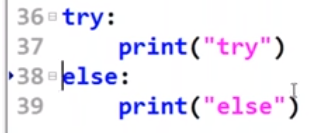 36 try:
37     print("try")
38 else:
39     print("else")